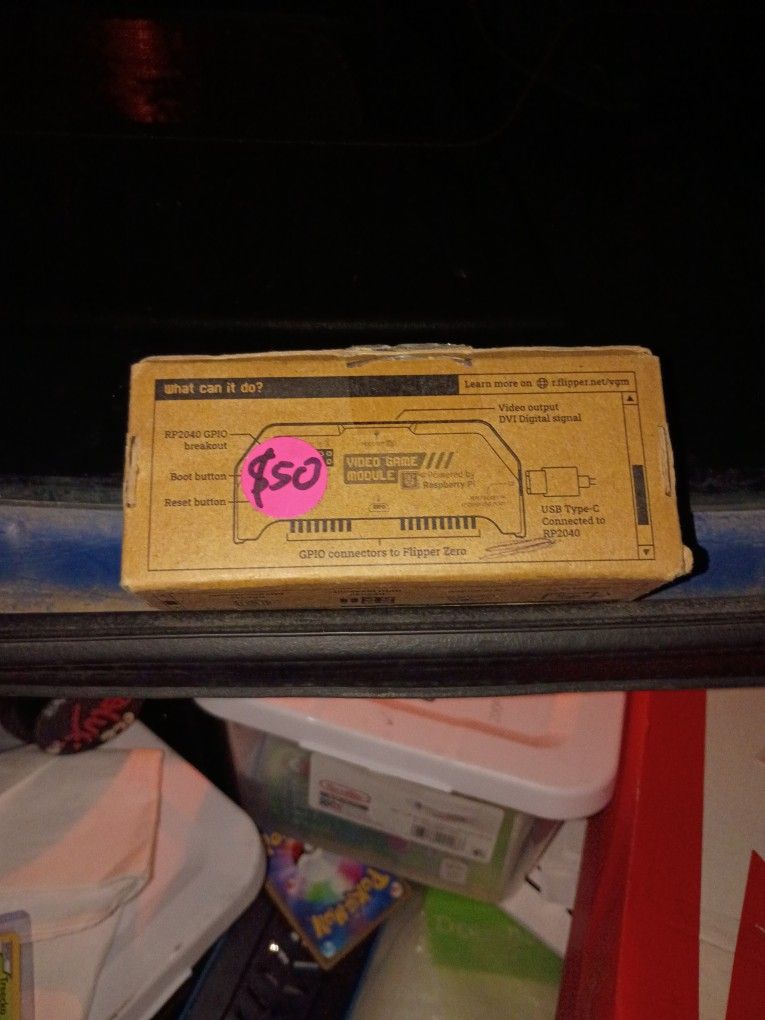 What can it do?
Learn more on r.flipper.net/vgm
Video output
DVI Digital signal
RP2040 GPIO
breakout
Boot button
Reset button
$50
VIDEO GAME
MODULE
Powered by
Raspberry Pi
USB Type-C
Connected to
RP2040
GPIO connectors to Flipper Zero
Treecko